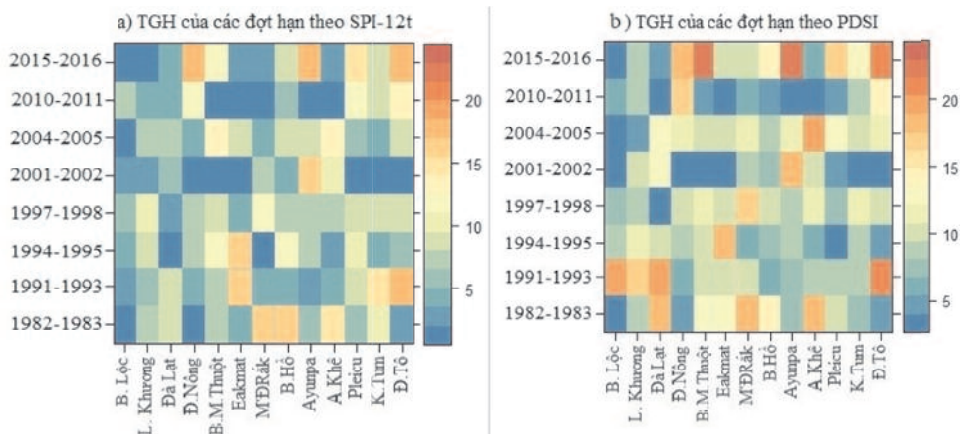 a) TGH của các đợt hạn theo SPI-12t
2015-2016
2010-2011
2004-2005
2001-2002
1997-1998
1994-1995
1991-1993
1982-1983
20
15
10
5
B. Lộc
L. Khương
Đà Lạt
Đ.Nông
B.M.Thuột
Eakmat
M'ĐRắk
B.Hồ
Ayunpa
A.Khê
Pleicu
K.Tum
Đ.Tô
b) TGH của các đợt hạn theo PDSI
2015-2016
2010-2011
2004-2005
2001-2002
1997-1998
1994-1995
1991-1993
1982-1983
20
15
10
5
B. Lộc
L. Khương
Đà Lạt
Đ.Nông
B.M.Thuột
Eakmat
M'ĐRắk
B.Hồ
Ayunpa
A.Khê
Pleicu
K.Tum
Đ.Tô